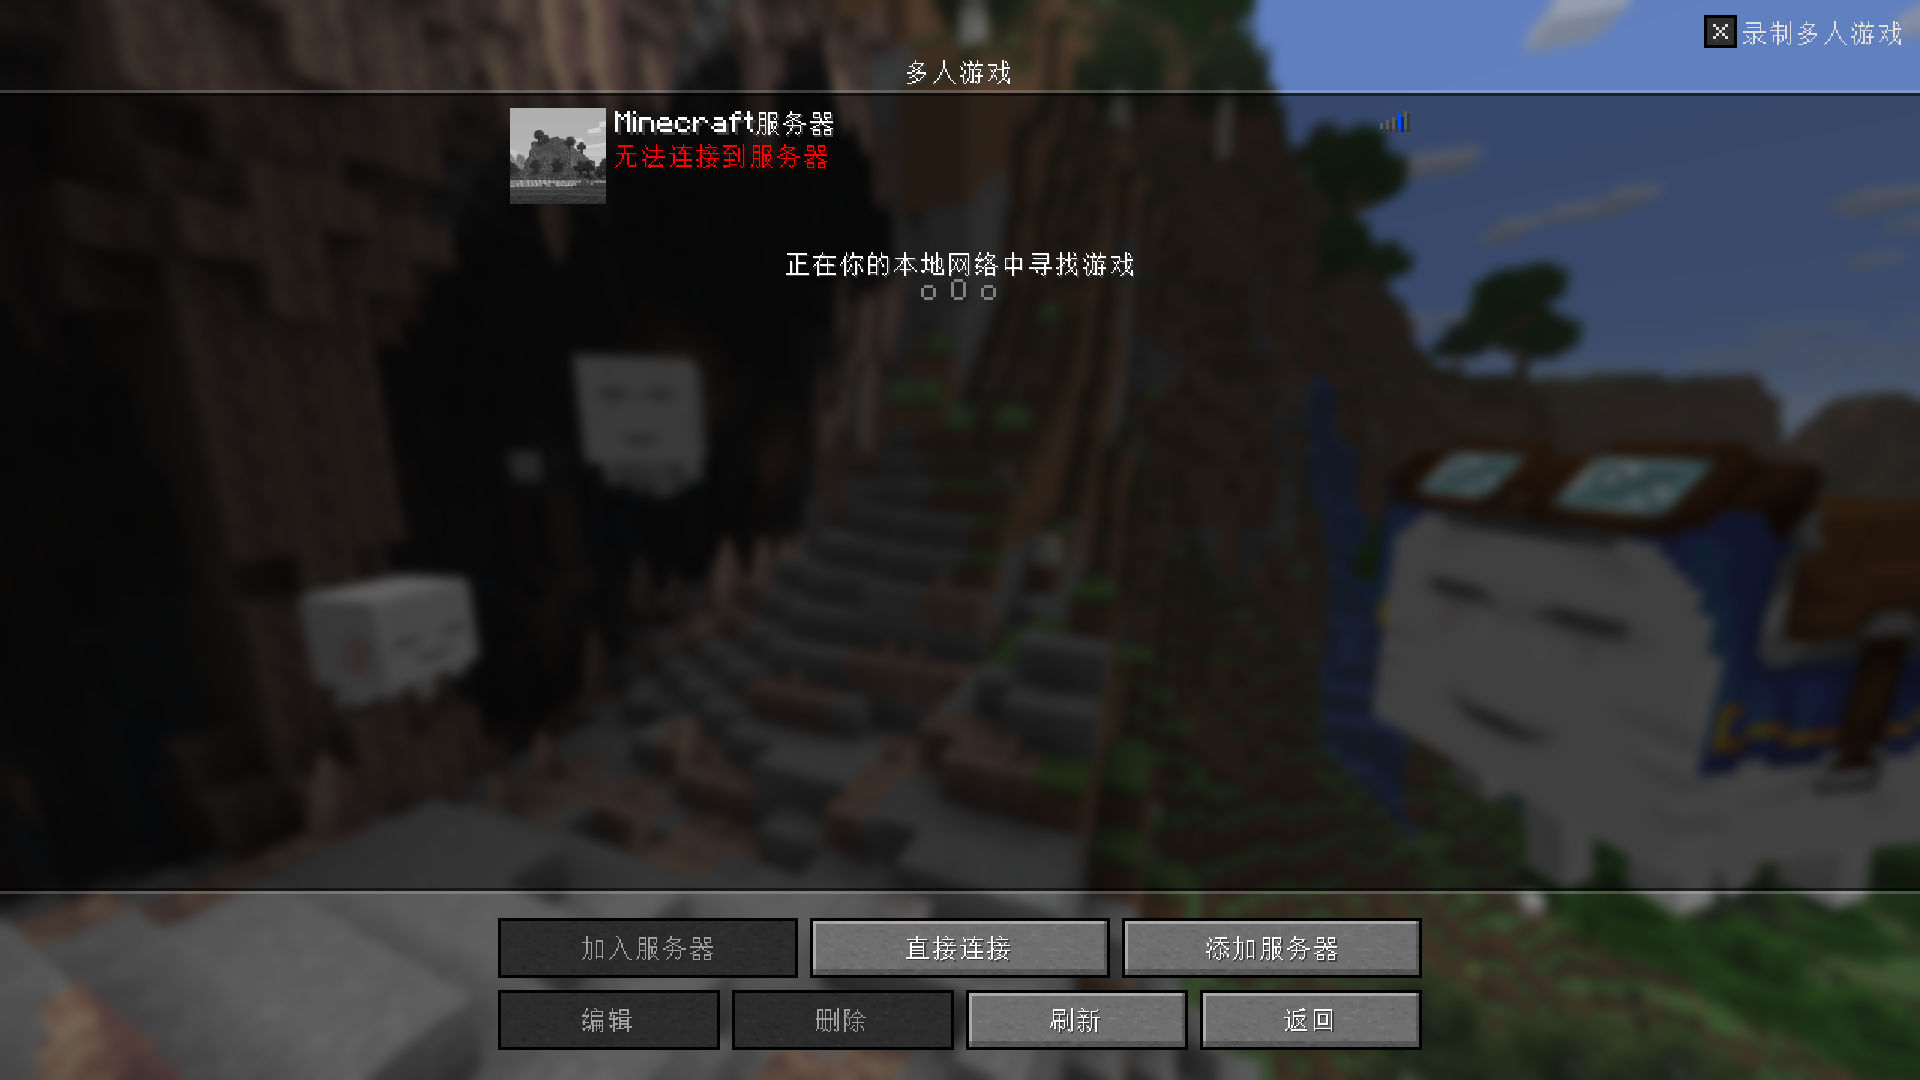 录制多人游戏
多人游戏
Minecraft服务器
无法连接到服务器
正在你的本地网络中寻找游戏
o O o
加入服务器
直接连接
添加服务器
编辑
删除
刷新
返回